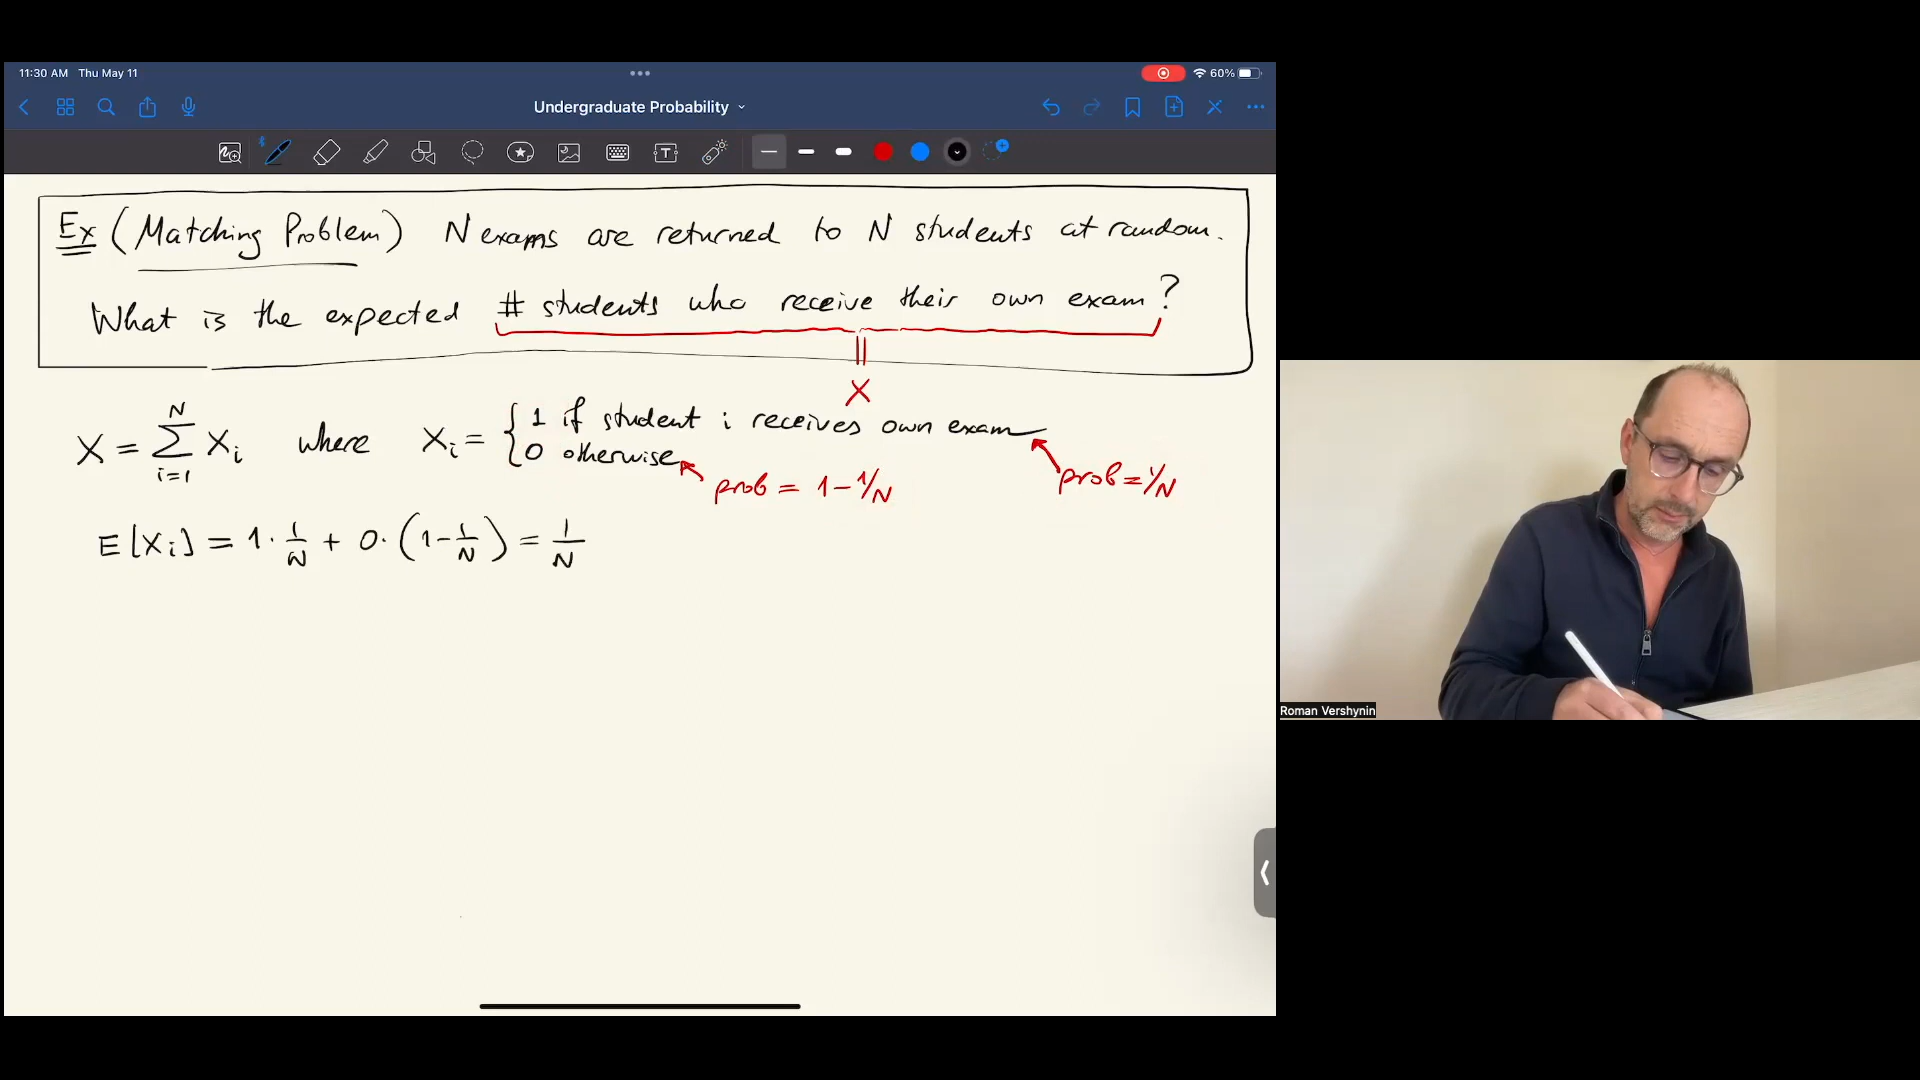 11:30 AM Thu May 11
60%
Undergraduate Probability
Ex (Matching Problem) N exams are returned to N students at random.
What is the expected # students who receive their own exam?
||
X
X = ∑_{i=1}^{N} X_i where X_i = { 1 if student i receives own exam
0 otherwise
prob = 1 - 1/N
prob = 1/N
E[X_i] = 1 · 1/N + 0 · (1 - 1/N) = 1/N
Roman Vershynin